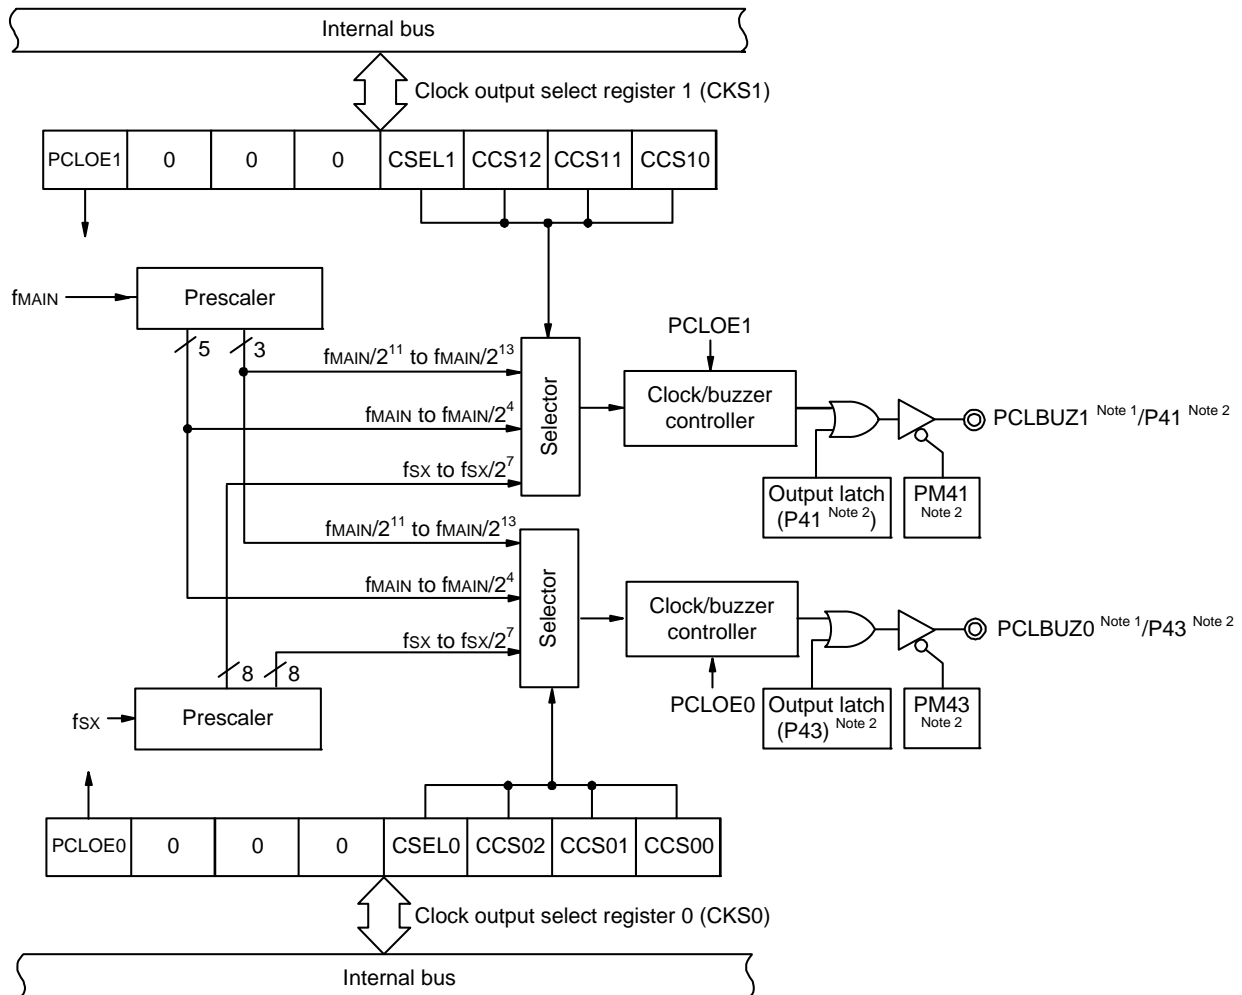 Internal bus
Clock output select register 1 (CKS1)
PCLOE1 0 0 0 CSEL1 CCS12 CCS11 CCS10
fMAIN
Prescaler
5 3
PCLOE1
fMAIN/2^11 to fMAIN/2^13
fMAIN to fMAIN/2^4
fSX to fSX/2^7
Selector
Clock/buzzer
controller
PCLBUZ1 Note 1/P41 Note 2
Output latch
(P41 Note 2)
PM41
Note 2
fMAIN/2^11 to fMAIN/2^13
fMAIN to fMAIN/2^4
fSX to fSX/2^7
Selector
Clock/buzzer
controller
PCLBUZ0 Note 1/P43 Note 2
8 8
PCLOE0
Output latch
(P43) Note 2
PM43
Note 2
fSX
Prescaler
PCLOE0 0 0 0 CSEL0 CCS02 CCS01 CCS00
Clock output select register 0 (CKS0)
Internal bus